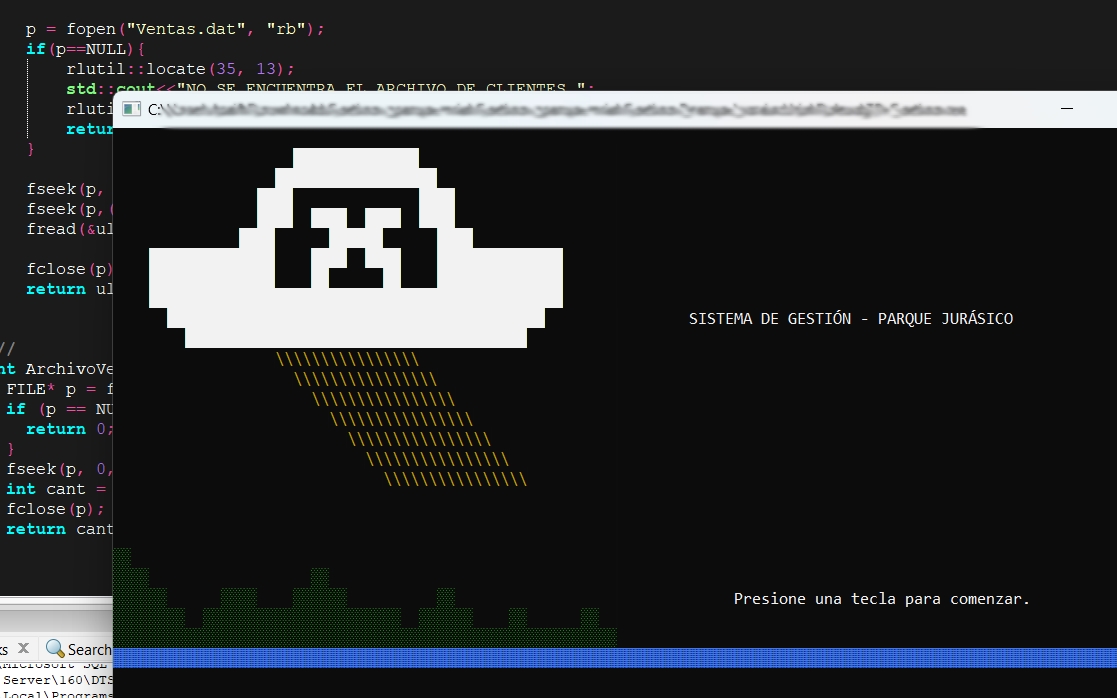 p = fopen("Ventas.dat", "rb");
if(p==NULL){
rlutil::locate(35, 13);
std::cout<<"NO SE ENCUENTRA EL ARCHIVO DE CLIENTES.";
rluti
retur
}
C:\
fseek(p,
fseek(p,(
fread(&ul
fclose(p)
return ul
SISTEMA DE GESTIÓN - PARQUE JURÁSICO
//
nt ArchivoVe
FILE* p = f
if (p == NU
return 0;
}
fseek(p, 0,
int cant =
fclose(p);
return cant
\\\\\\\\\\\\\\\\
\\\\\\\\\\\\\\\\
\\\\\\\\\\\\\\\\
\\\\\\\\\\\\\\\\
\\\\\\\\\\\\\\\\
\\\\\\\\\\\\\\\\
\\\\\\\\\\\\\\\\
Presione una tecla para comenzar.
ks X Search
\Microsoft SQL
Server\160\DTS
Local\Programs